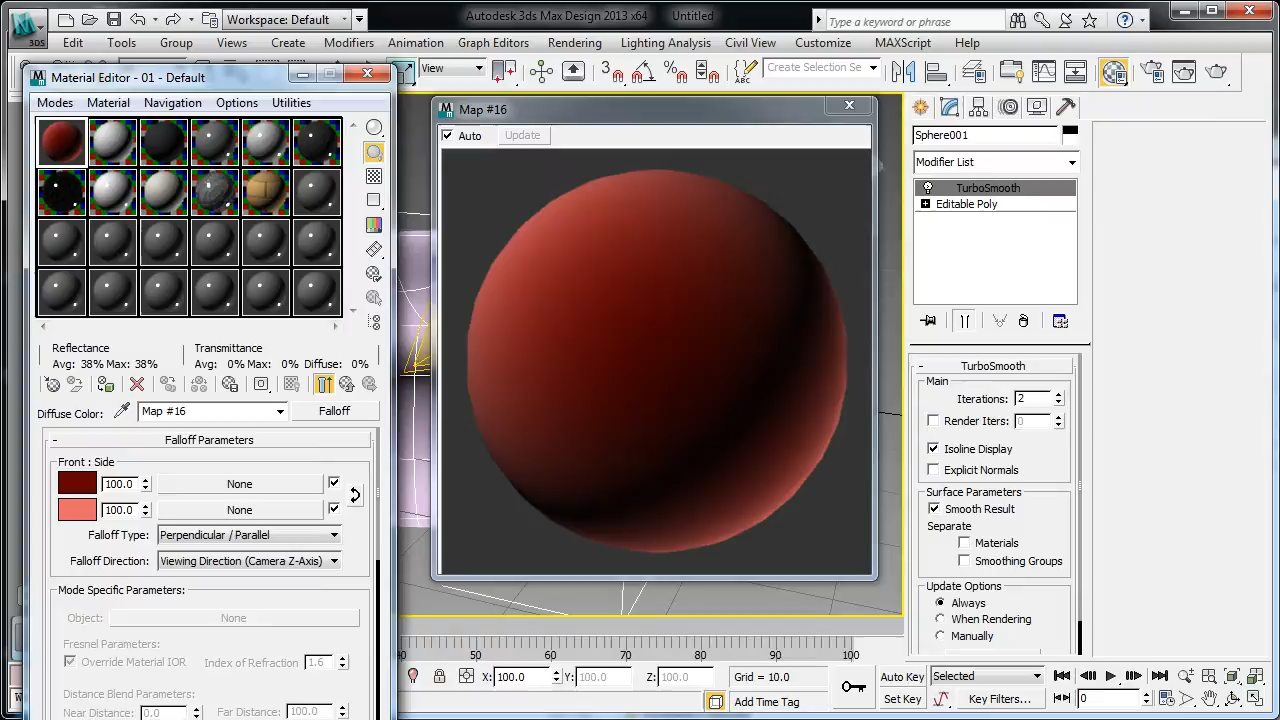 Workspace: Default
Autodesk 3ds Max Design 2013 x64 Untitled
Type a keyword or phrase
3DS
Edit Tools Group Views Create Modifiers Animation Graph Editors Rendering Lighting Analysis Civil View Customize MAXScript Help
Material Editor - 01 - Default
View
3
Create Selection Se
Modes Material Navigation Options Utilities
Map #16
Auto
Update
Sphere001
Modifier List
TurboSmooth
Editable Poly
Reflectance
Avg: 38% Max: 38%
Transmittance
Avg: 0% Max: 0% Diffuse: 0%
Diffuse Color:
Map #16
Falloff
- Falloff Parameters
Front : Side
100.0 None
100.0 None
Falloff Type: Perpendicular / Parallel
Falloff Direction: Viewing Direction (Camera Z-Axis)
Mode Specific Parameters:
Object: None
Fresnel Parameters:
Override Material IOR Index of Refraction 1.6
Distance Blend Parameters:
Near Distance: 0.0 Far Distance: 100.0
- TurboSmooth
Main
Iterations: 2
Render Iters: 0
Isoline Display
Explicit Normals
Surface Parameters
Smooth Result
Separate
Materials
Smoothing Groups
Update Options
Always
When Rendering
Manually
50 60 70 80 90 100
X: 100.0 Y: 100.0 Z: 100.0 Grid = 10.0
Add Time Tag
Auto Key Selected
Set Key Key Filters...
0